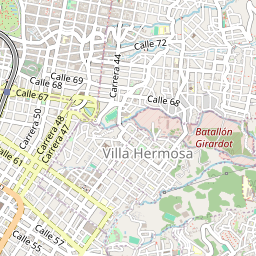 Calle 72
Carrera 44
Calle 69
Calle 68
Calle 67
Calle 68
Carrera 50
Carrera 48
Carrera 47
Batallón
Girardot
Villa Hermosa
Calle 61
Calle 57
Calle 55